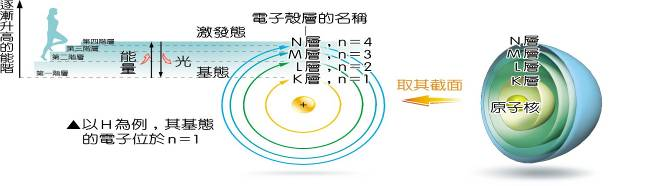 逐漸升高的能階
第四階層
第三階層
第二階層
第一階層
能量
光
激發態
基態
電子殼層的名稱
N層，n＝4
M層，n＝3
L層，n＝2
K層，n＝1
▲以H為例，其基態
的電子位於n＝1
取其截面
N層
M層
L層
K層
原子核